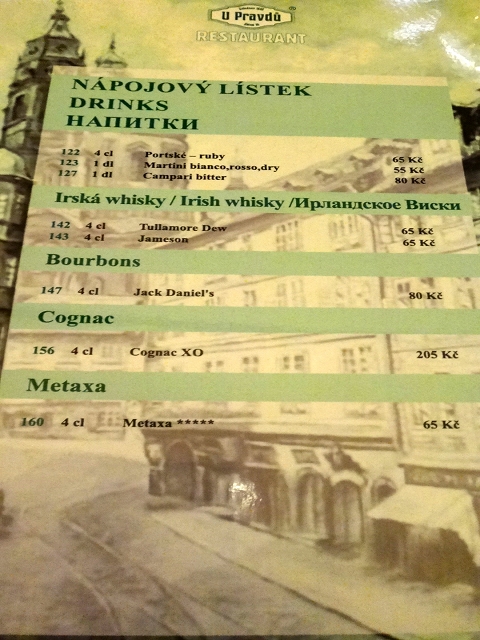 U Pravdů
RESTAURANT
NÁPOJOVÝ LÍSTEK
DRINKS
НАПИТКИ
122 4 cl Portské – ruby 65 Kč
123 1 dl Martini bianco,rosso,dry 55 Kč
127 1 dl Campari bitter 80 Kč
Irská whisky / Irish whisky /Ирландское Виски
142 4 cl Tullamore Dew 65 Kč
143 4 cl Jameson 65 Kč
Bourbons
147 4 cl Jack Daniel's 80 Kč
Cognac
156 4 cl Cognac XO 205 Kč
Metaxa
160 4 cl Metaxa ***** 65 Kč